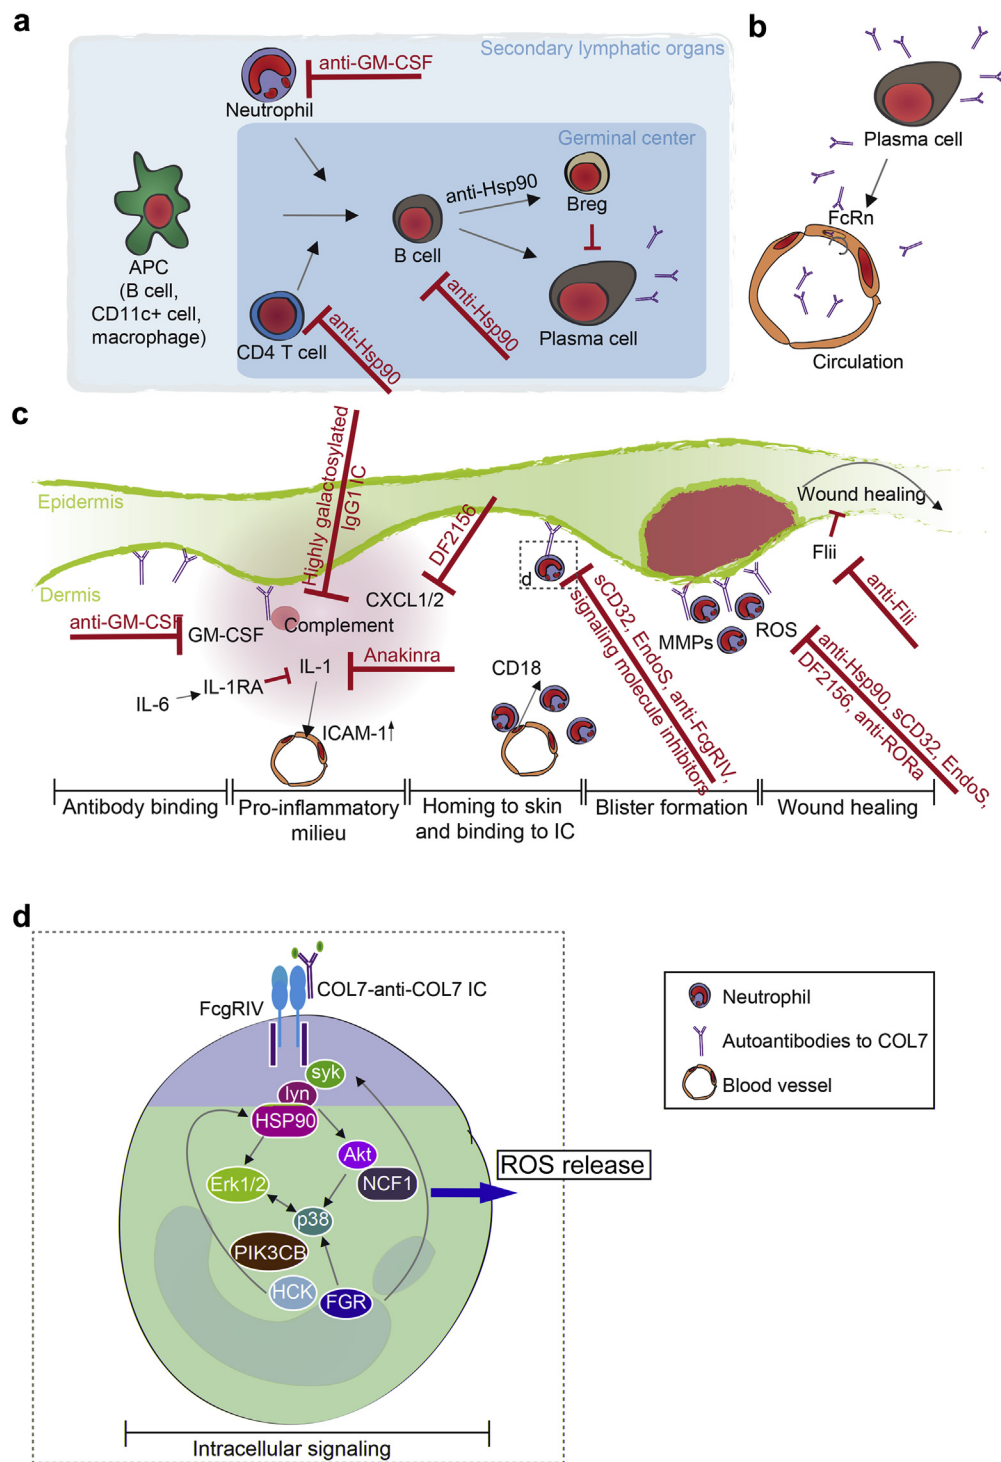 a
Secondary lymphatic organs
anti-GM-CSF
Neutrophil
Germinal center
anti-Hsp90
Breg
B cell
APC
(B cell,
CD11c+ cell,
macrophage)
CD4 T cell
anti-Hsp90
anti-Hsp90
Plasma cell
b
Plasma cell
FcRn
Circulation
c
Epidermis
Dermis
Highly galactosylated
IgG1 IC
DF2156
CXCL1/2
Complement
anti-GM-CSF
GM-CSF
IL-6
IL-1RA
IL-1
Anakinra
ICAM-1
CD18
d
sCD32, EndoS, anti-FcgRIV,
signaling molecule inhibitors
MMPs
ROS
Wound healing
Flii
anti-Flii
anti-Hsp90, sCD32, EndoS,
DF2156, anti-RORa
Antibody binding
Pro-inflammatory
milieu
Homing to skin
and binding to IC
Blister formation
Wound healing
d
COL7-anti-COL7 IC
FcgRIV
syk
lyn
HSP90
Akt
NCF1
Erk1/2
p38
PIK3CB
HCK
FGR
ROS release
Intracellular signaling
Neutrophil
Autoantibodies to COL7
Blood vessel